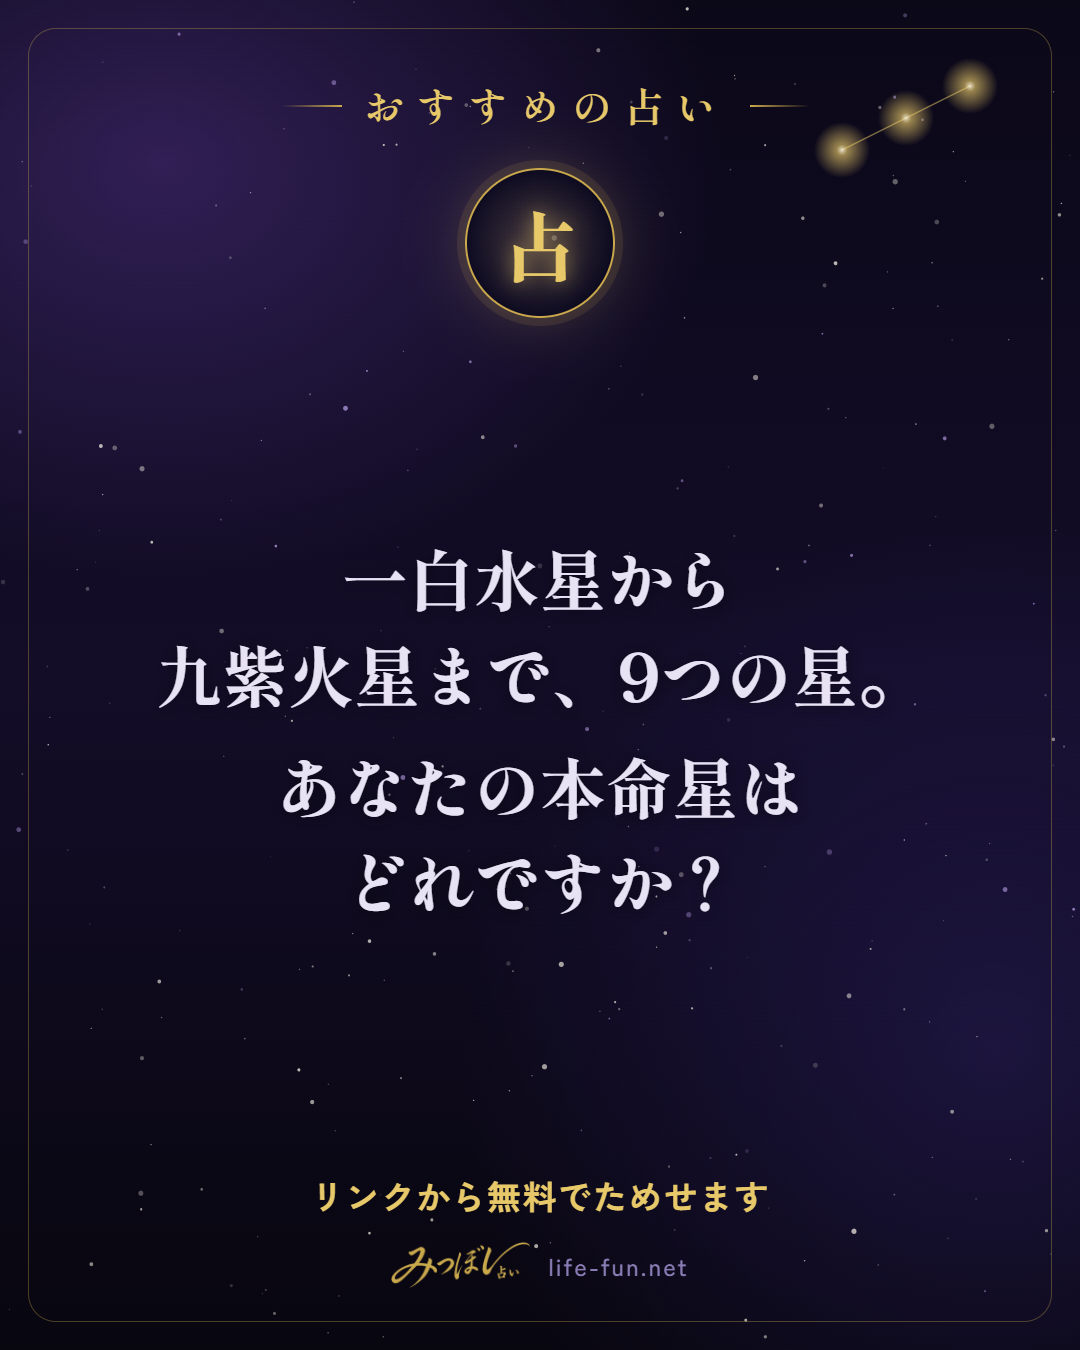 おすすめの占い
占
一白水星から
九紫火星まで、9つの星。
あなたの本命星は
どれですか？
リンクから無料でためせます
みつぼし占い life-fun.net